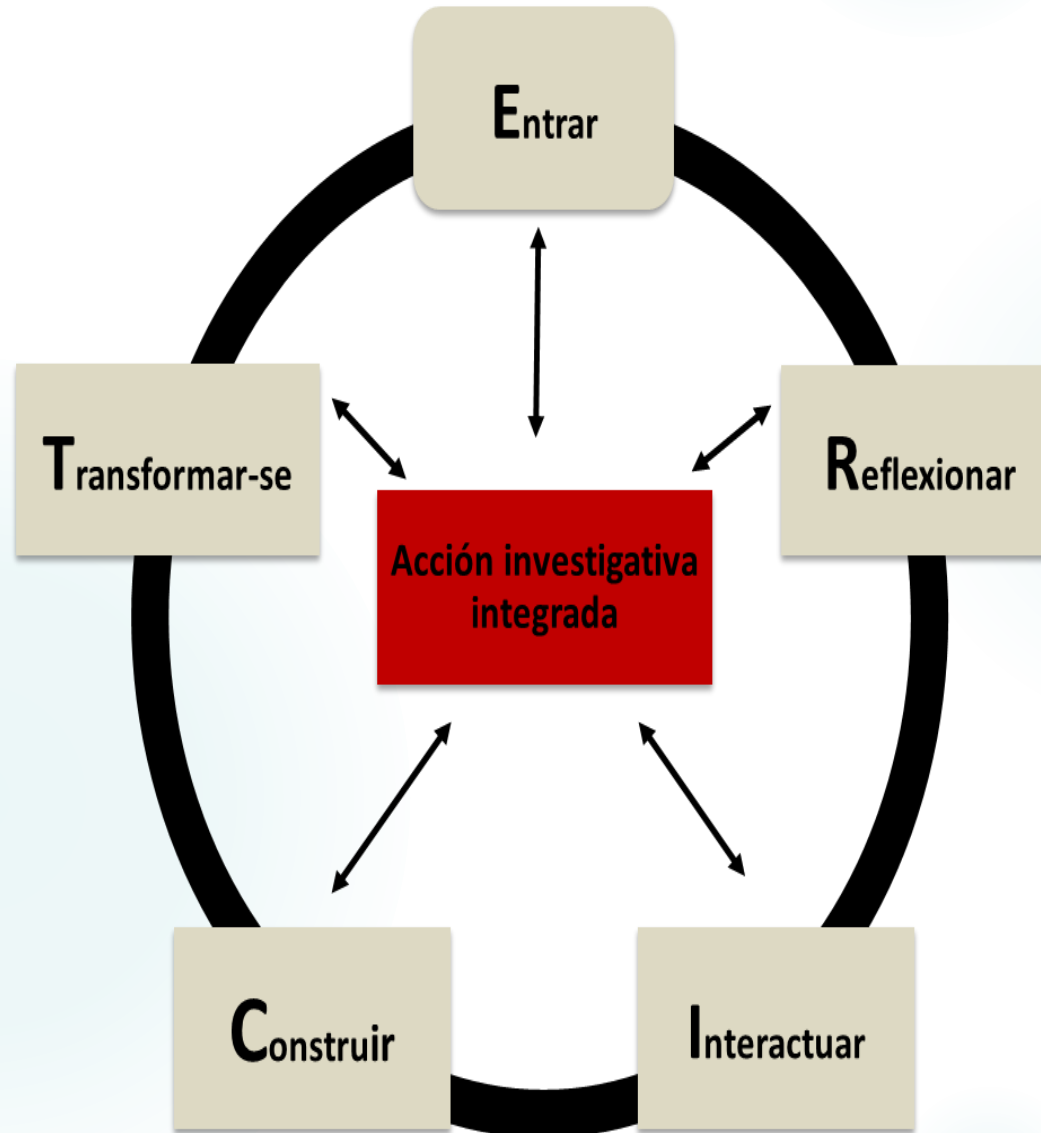 Entrar
Transformar-se
Reflexionar
Acción investigativa
integrada
Construir
Interactuar